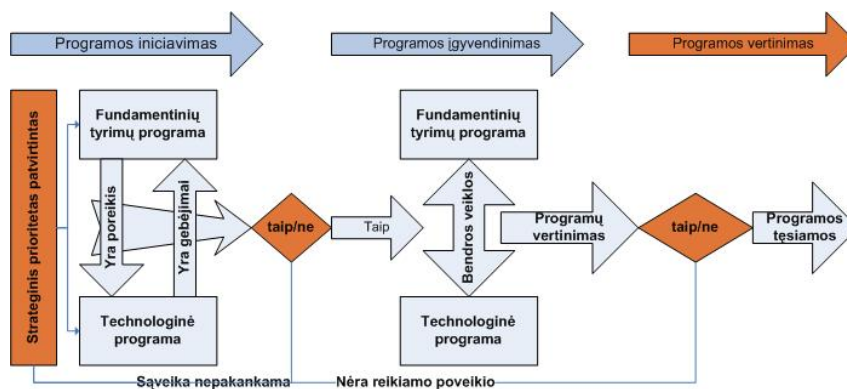 Programos iniciavimas
Programos įgyvendinimas
Programos vertinimas
Strateginis prioritetas patvirtintas
Fundamentinių
tyrimų programa
Yra poreikis
Yra gebėjimai
Technologinė
programa
taip/ne
Taip
Fundamentinių
tyrimų programa
Bendros veiklos
Technologinė
programa
Programų
vertinimas
taip/ne
Programos
tęsiamos
Sąveika nepakankama
Nėra reikiamo poveikio